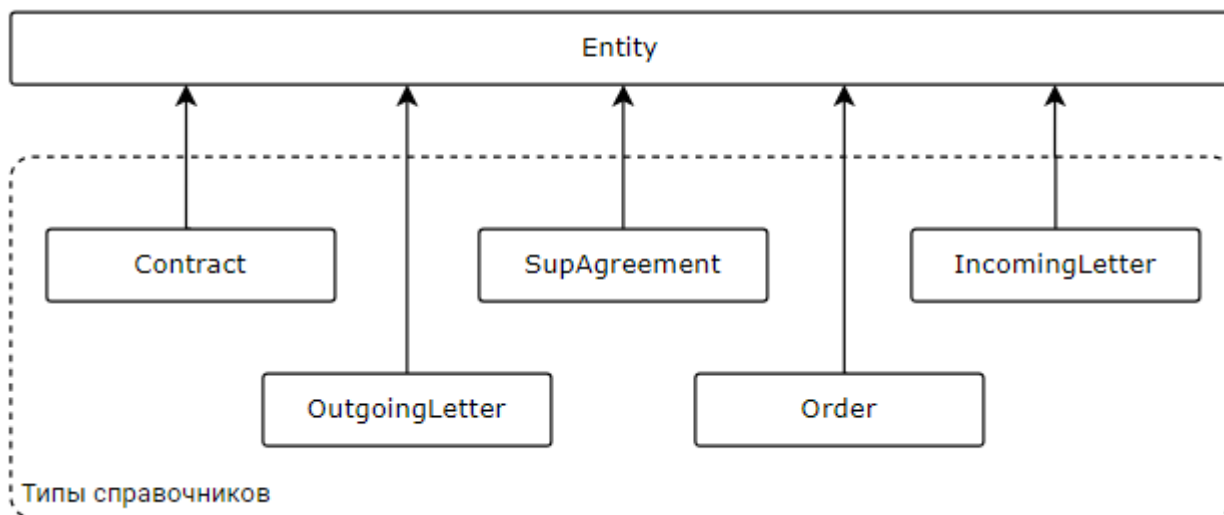 Entity
Contract
SupAgreement
IncomingLetter
OutgoingLetter
Order
Типы справочников